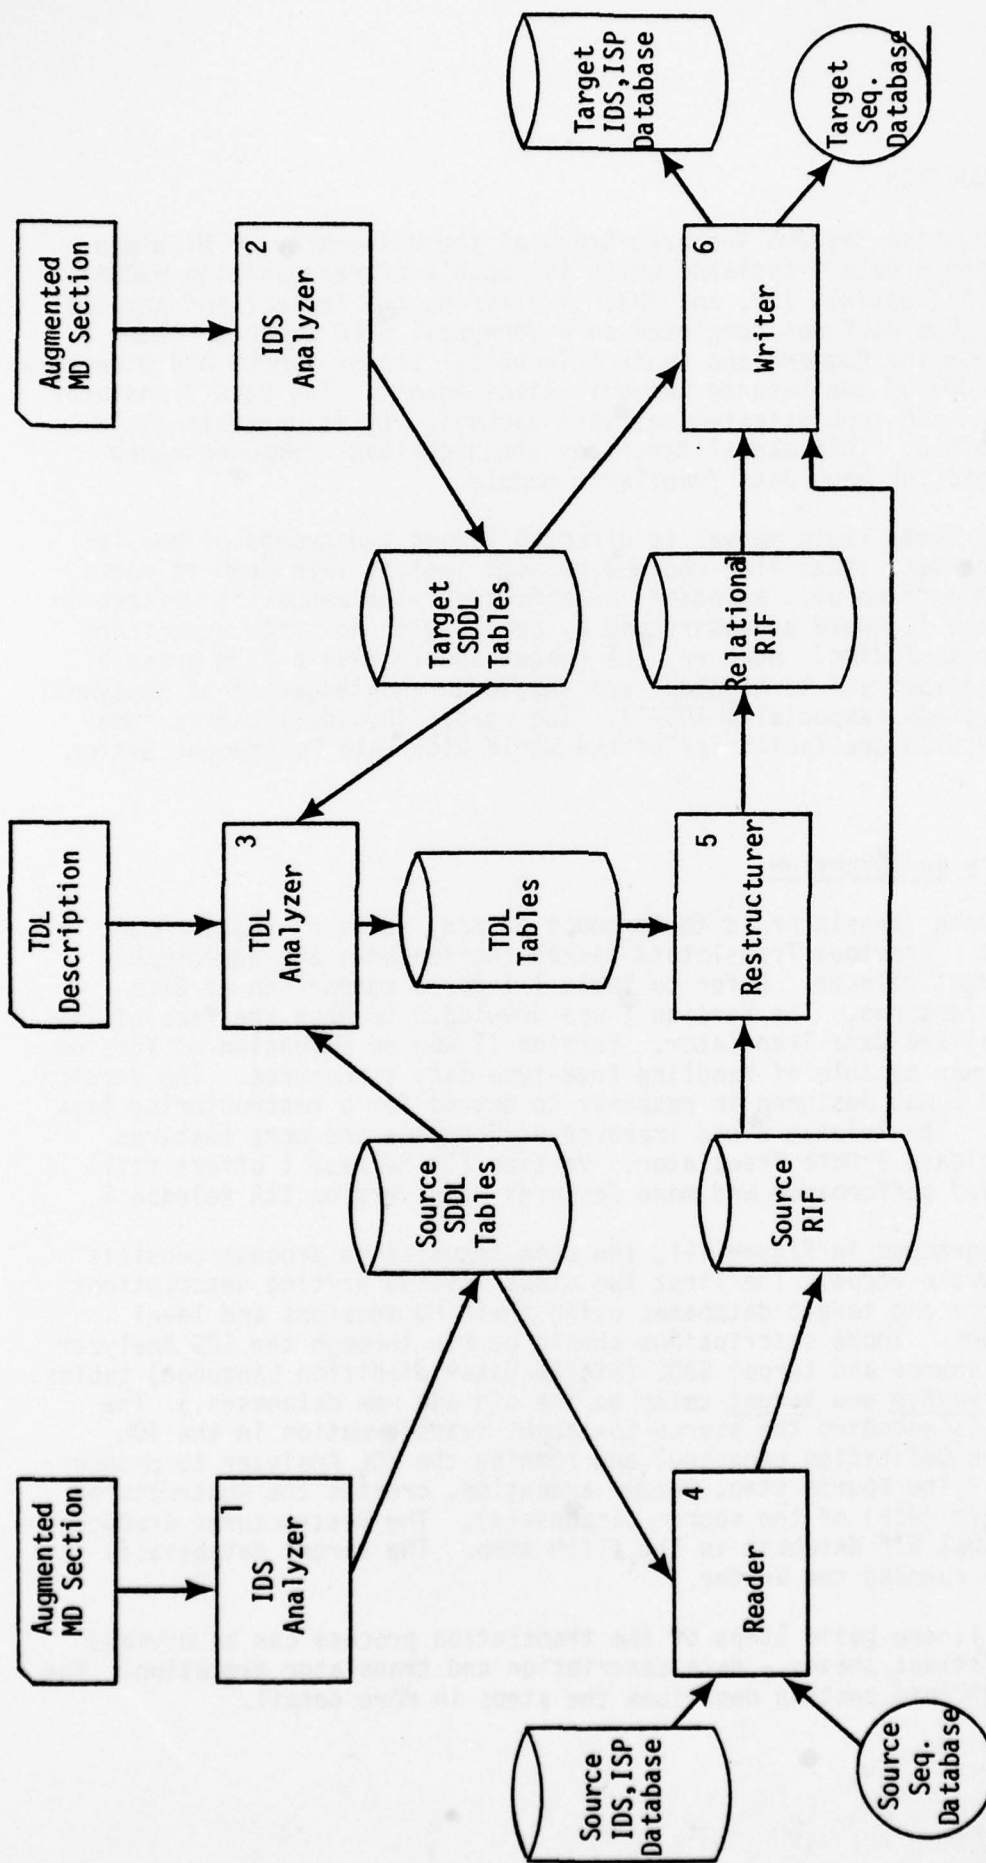 Augmented
MD Section
TDL
Description
Augmented
MD Section
1
IDS
Analyzer
3
TDL
Analyzer
2
IDS
Analyzer
Source
SDDL
Tables
TDL
Tables
Target
SDDL
Tables
Source
IDS,ISP
Database
Source
Seq.
Database
4
Reader
Source
RIF
5
Restructurer
Relational
RIF
6
Writer
Target
IDS,ISP
Database
Target
Seq.
Database